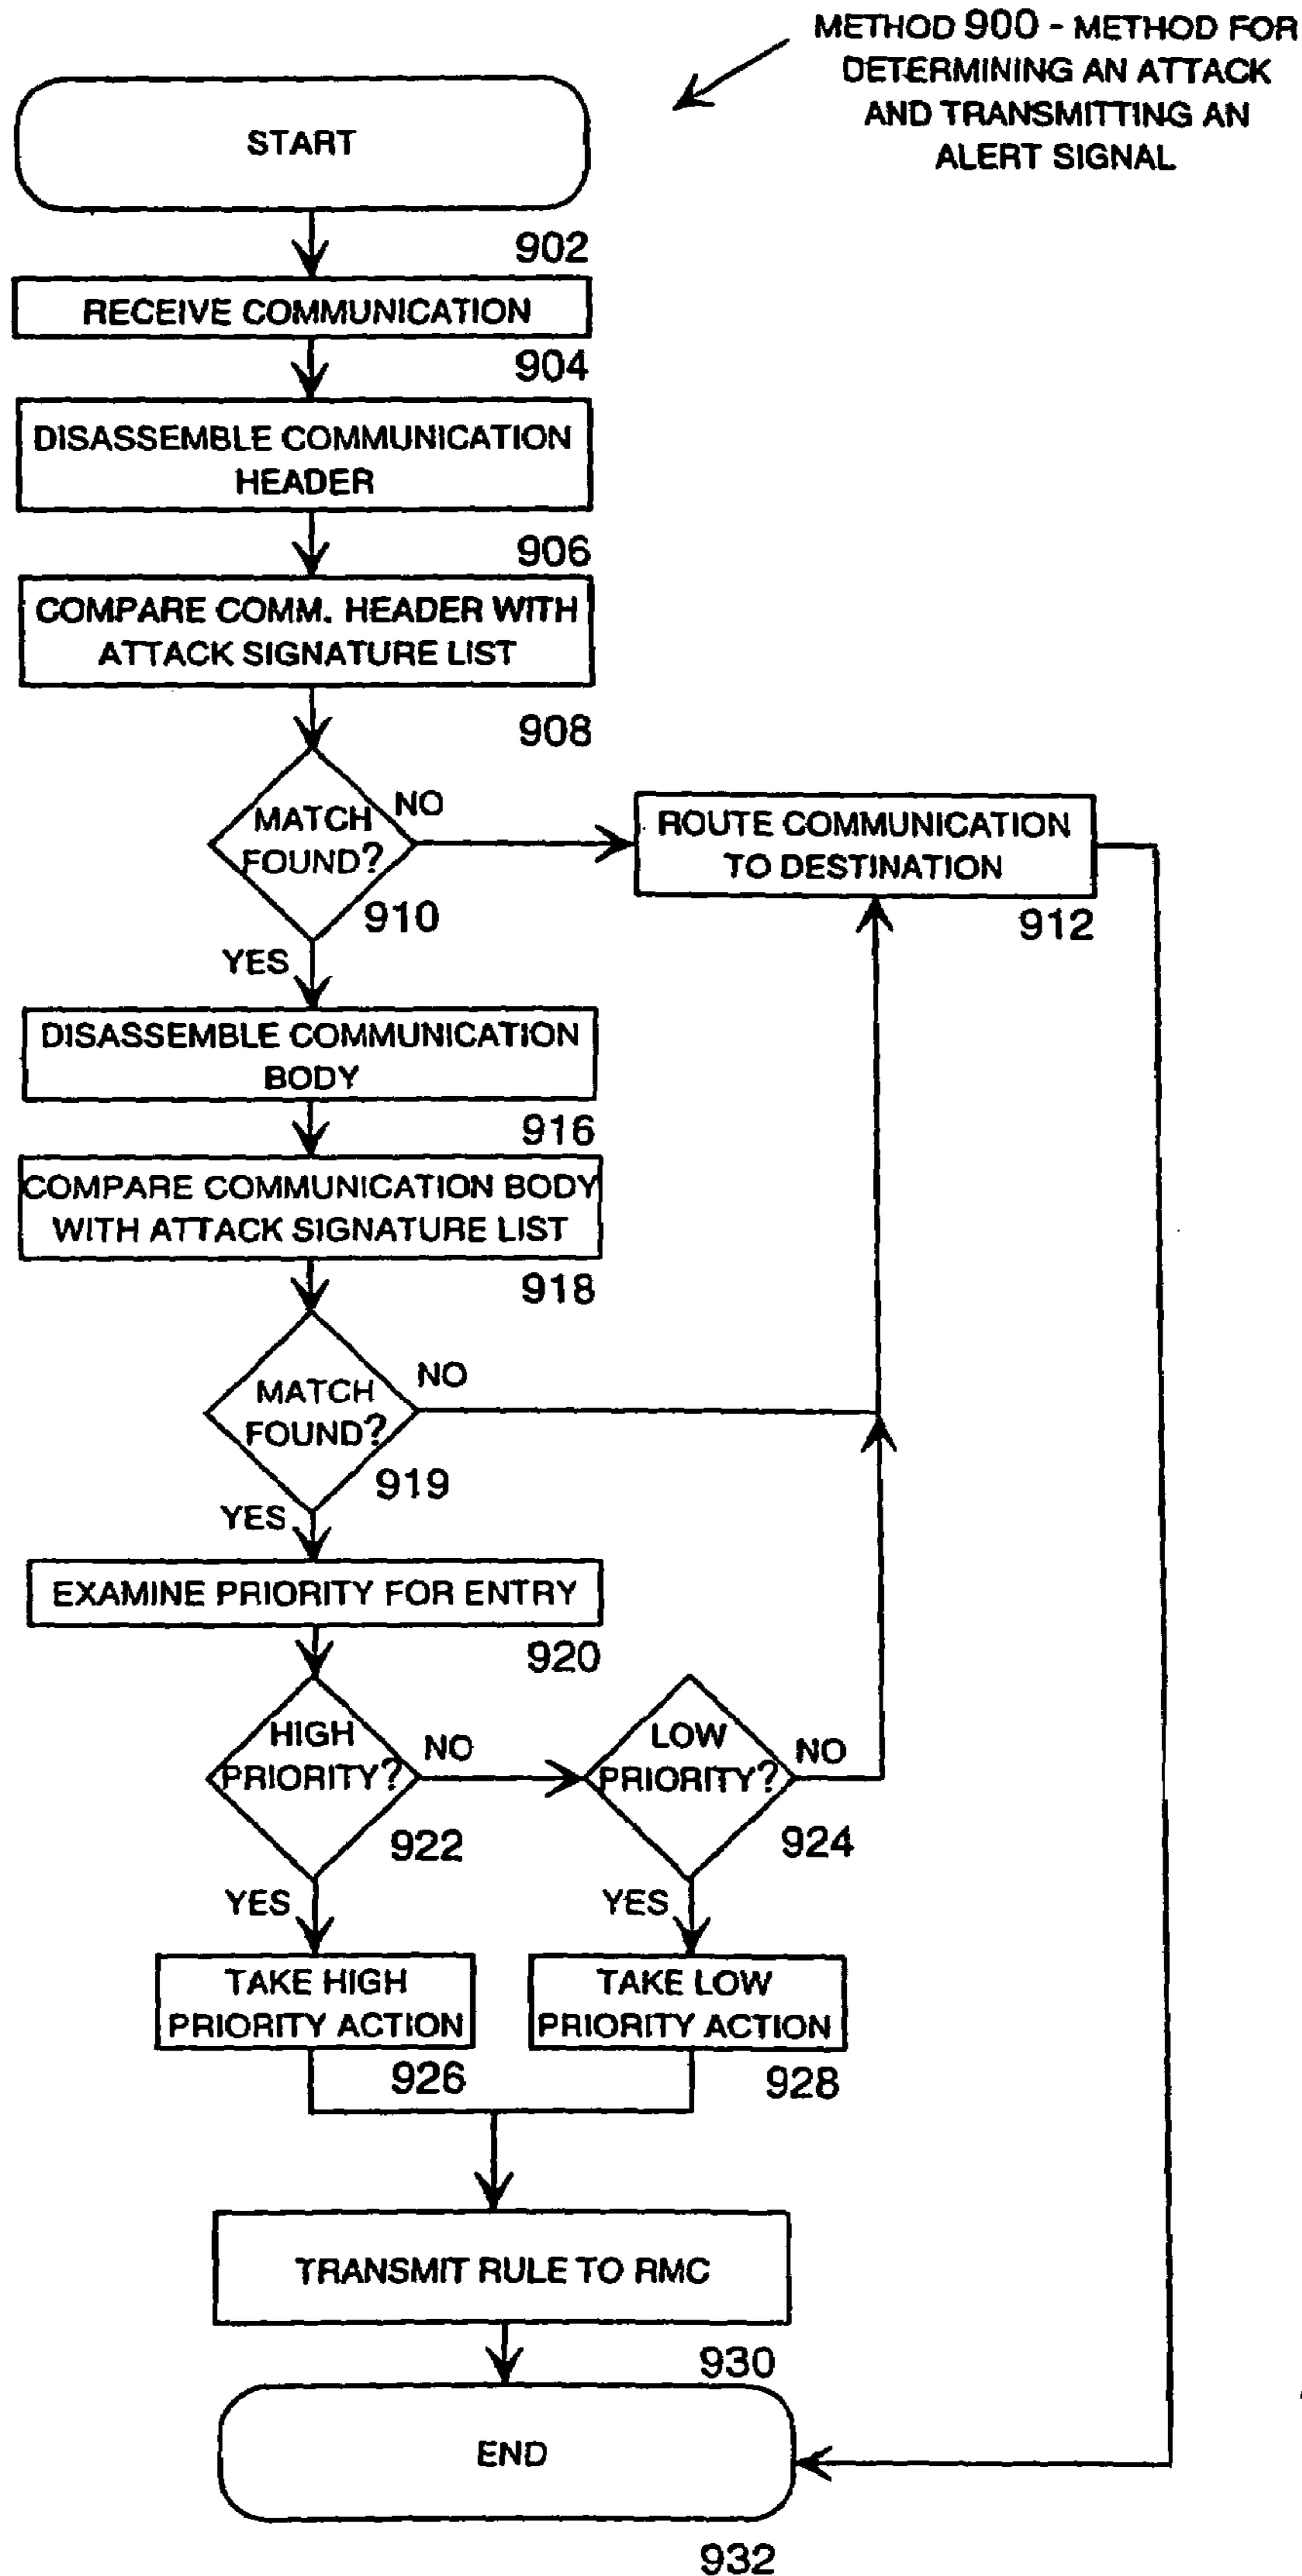 METHOD 900 - METHOD FOR
DETERMINING AN ATTACK
AND TRANSMITTING AN
ALERT SIGNAL
START
902
RECEIVE COMMUNICATION
904
DISASSEMBLE COMMUNICATION
HEADER
906
COMPARE COMM. HEADER WITH
ATTACK SIGNATURE LIST
908
MATCH
FOUND?
NO
910
YES
ROUTE COMMUNICATION
TO DESTINATION
912
DISASSEMBLE COMMUNICATION
BODY
916
COMPARE COMMUNICATION BODY
WITH ATTACK SIGNATURE LIST
918
MATCH
FOUND?
NO
919
YES
EXAMINE PRIORITY FOR ENTRY
920
HIGH
PRIORITY?
NO
922
YES
LOW
PRIORITY?
NO
924
YES
TAKE HIGH
PRIORITY ACTION
926
TAKE LOW
PRIORITY ACTION
928
TRANSMIT RULE TO RMC
930
END
932